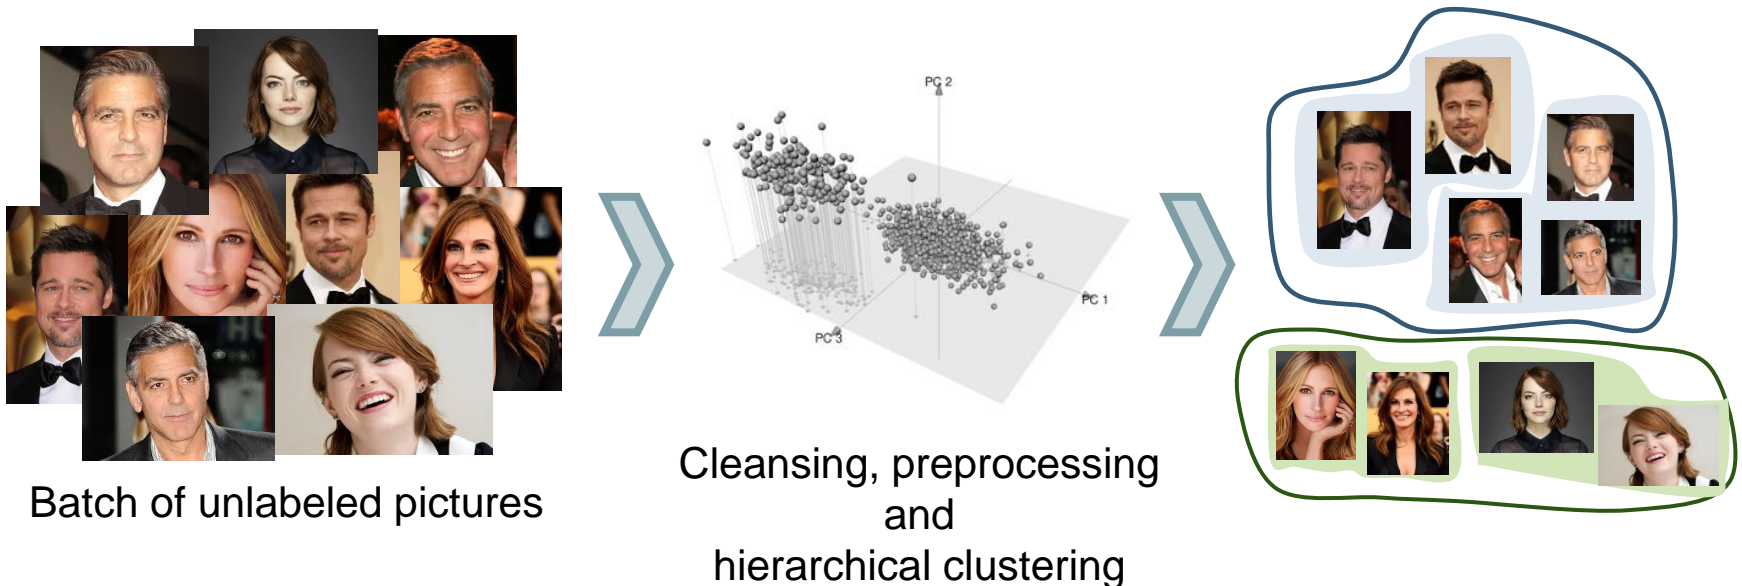 PC 2
PC 1
PC 3
Batch of unlabeled pictures
Cleansing, preprocessing
and
hierarchical clustering